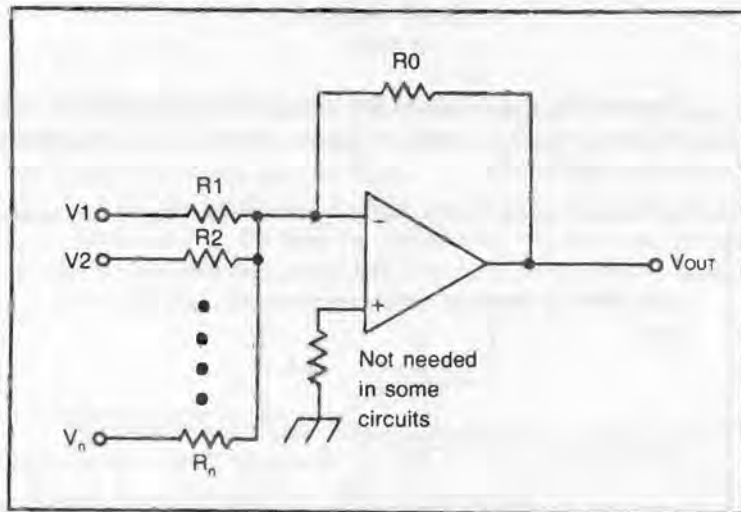 R0
R1
V1
-
R2
V2
VOUT
+
Not needed
in some
circuits
Vn
Rn